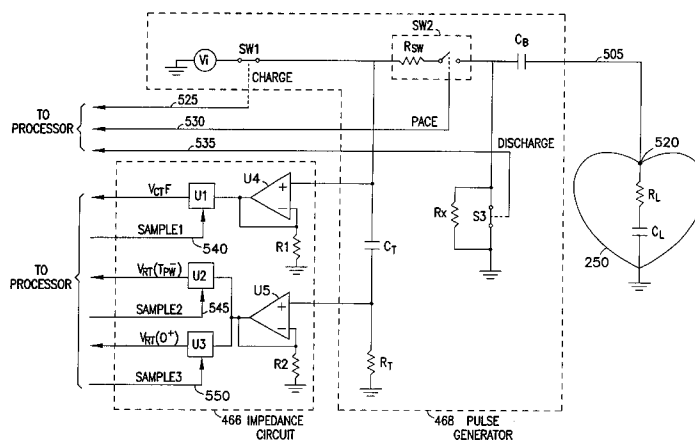 SW2
Vi
SW1
RSW
CB
505
CHARGE
525
TO
PROCESSOR
530
PACE
535
DISCHARGE
520
VCTF
U1
U4
+
−
RX
S3
RL
SAMPLE1
540
R1
CT
CL
250
TO
PROCESSOR
VRT(TPW−)
U2
U5
SAMPLE2
545
+
−
VRT(O+)
U3
R2
RT
SAMPLE3
550
466 IMPEDANCE
CIRCUIT
468 PULSE
GENERATOR